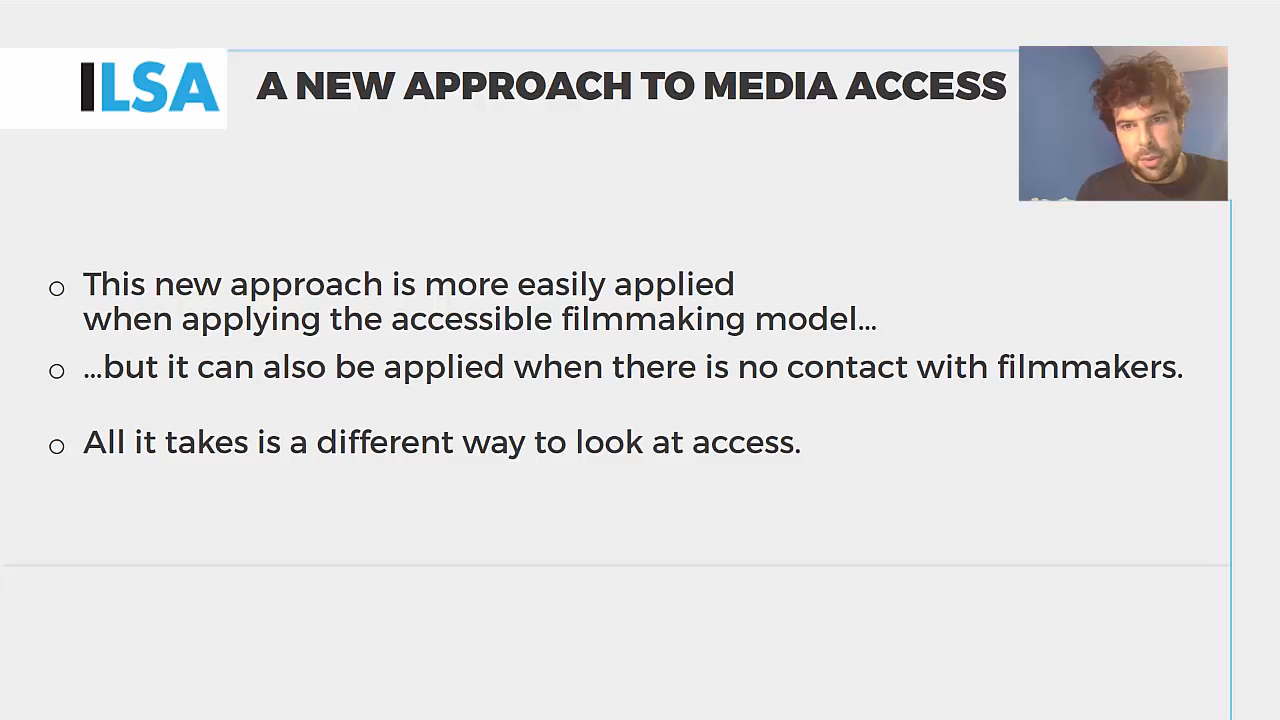 ILSA
A NEW APPROACH TO MEDIA ACCESS
This new approach is more easily applied
when applying the accessible filmmaking model...
...but it can also be applied when there is no contact with filmmakers.
All it takes is a different way to look at access.